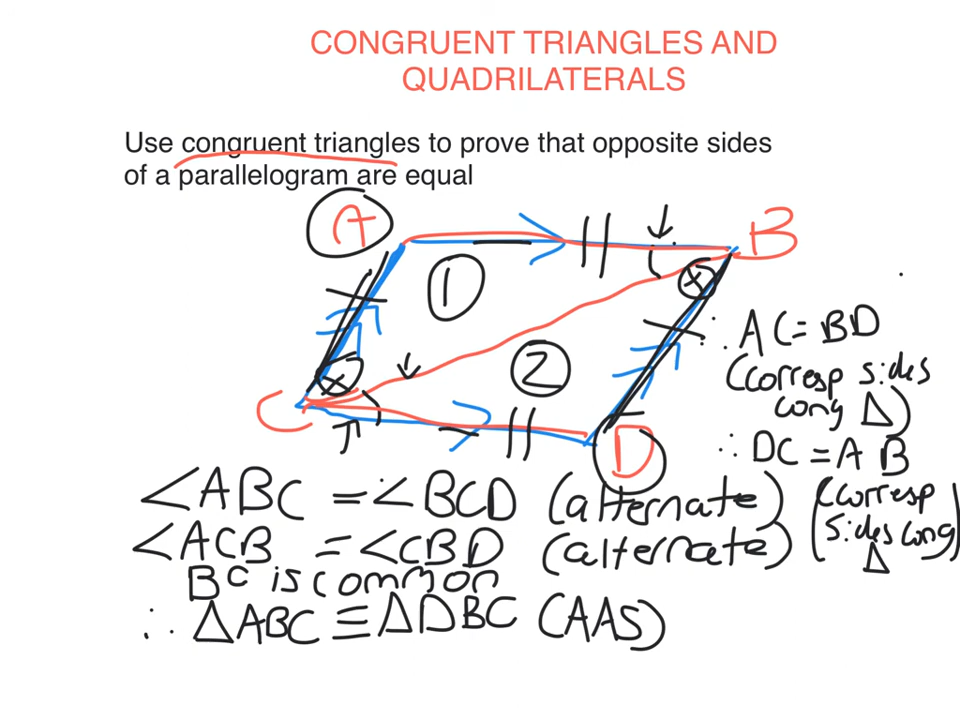 CONGRUENT TRIANGLES AND
QUADRILATERALS
Use congruent triangles to prove that opposite sides
of a parallelogram are equal
A
B
1
x
2
x
C
D
∴ AC = BD
(corresp sides
cong Δ)
∴ DC = AB
(corresp
sides cong
Δ)
∠ABC = ∠BCD (alternate)
∠ACB = ∠CBD (alternate)
BC is common
∴ ΔABC ≡ ΔDBC (AAS)